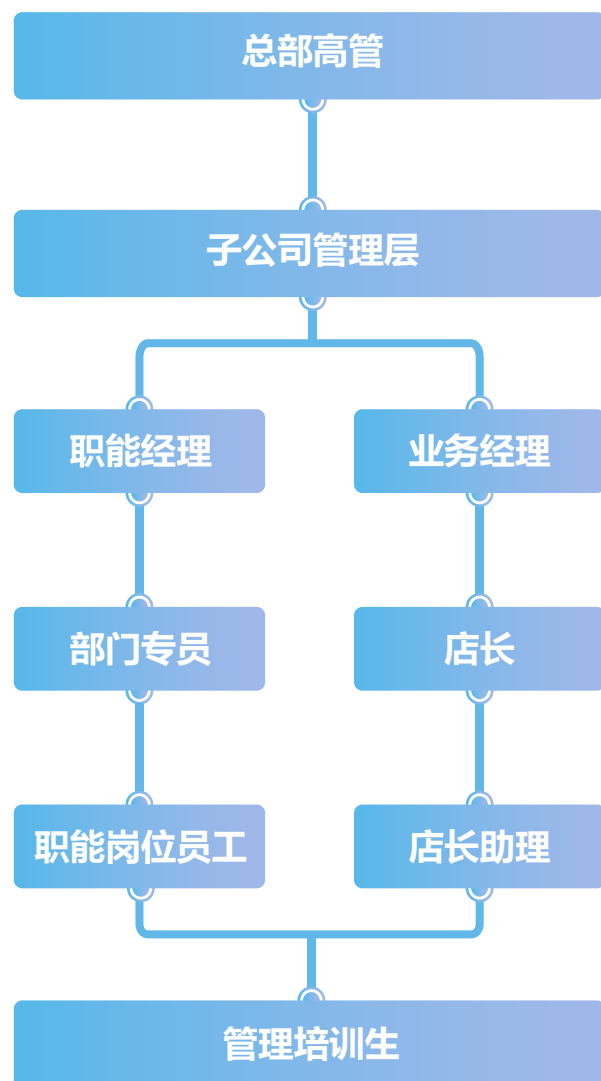 总部高管
子公司管理层
职能经理
业务经理
部门专员
店长
职能岗位员工
店长助理
管理培训生